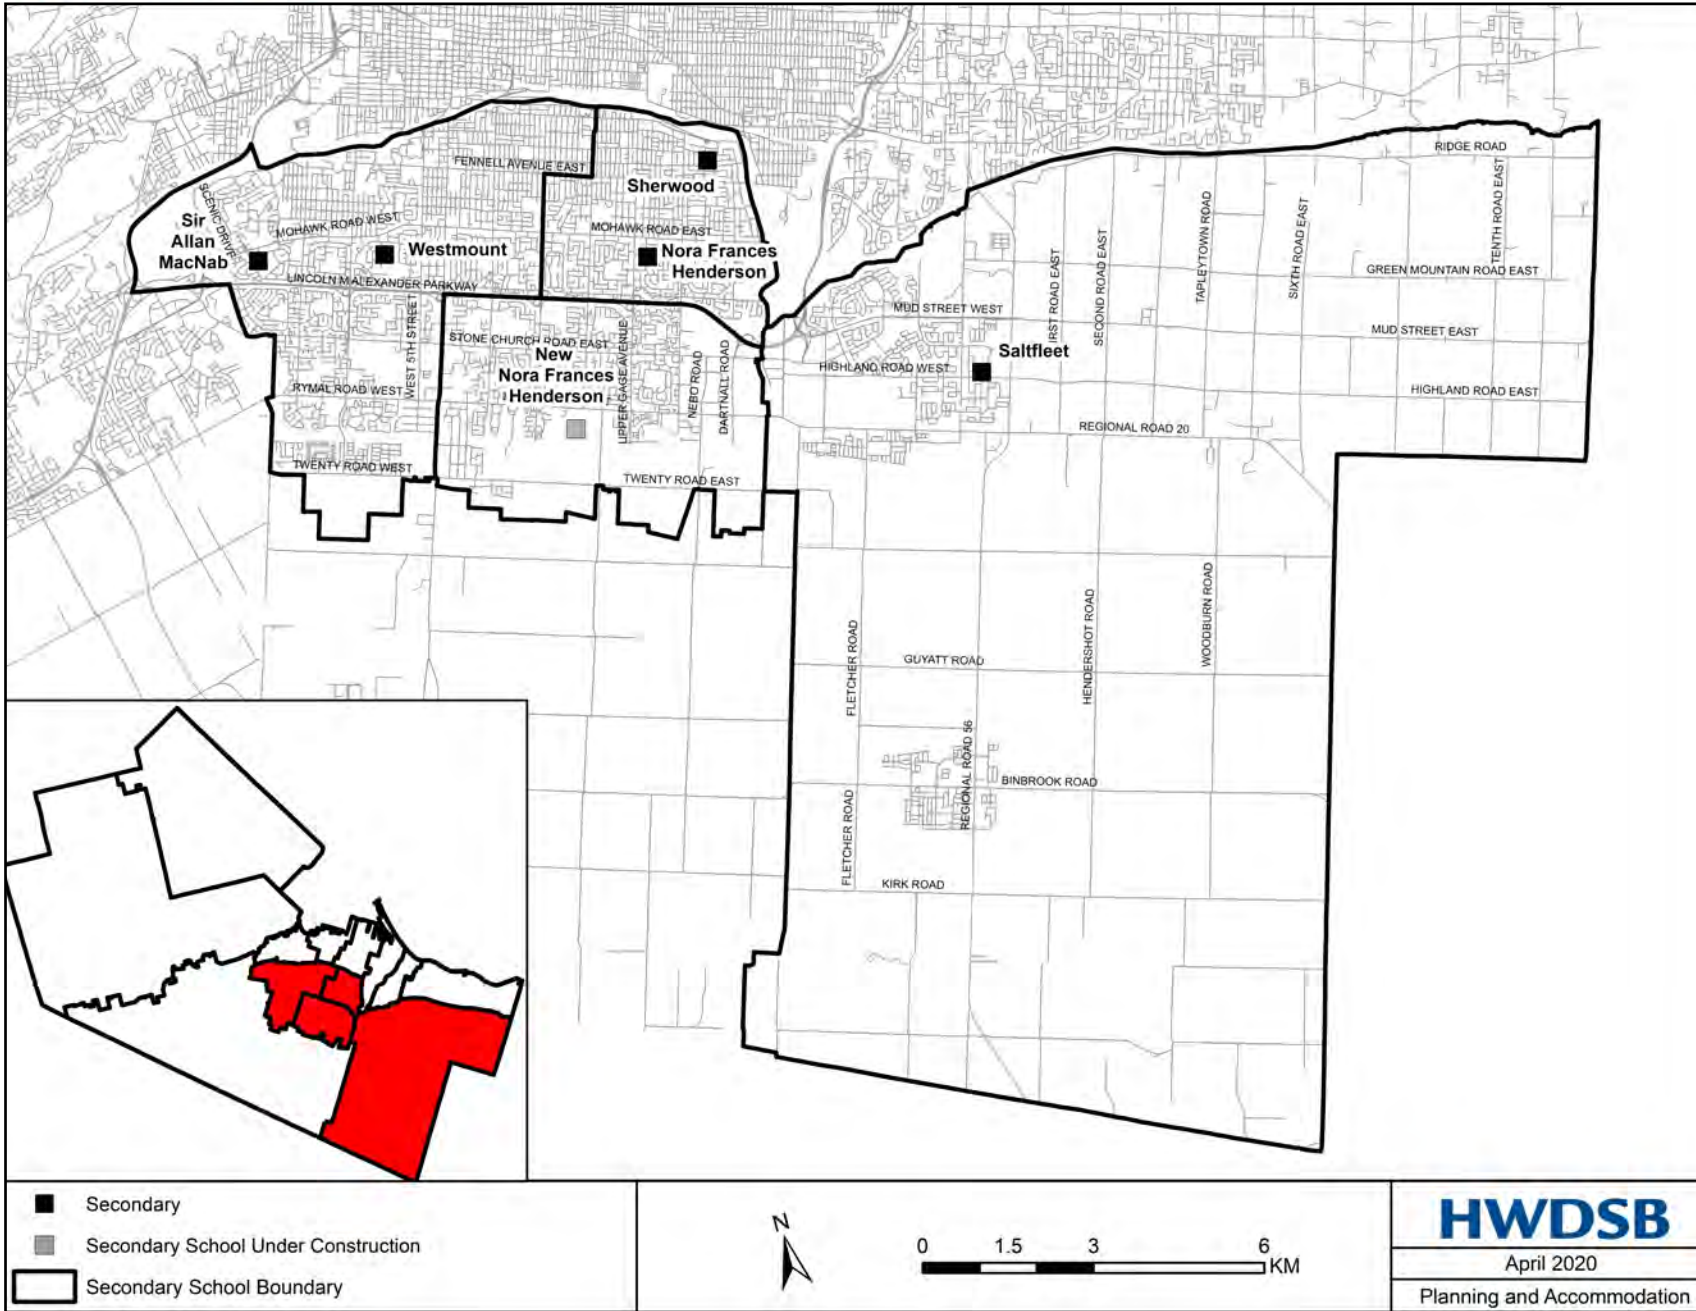 RIDGE ROAD
FENNELL AVENUE EAST
Sherwood
TENTH ROAD EAST
SCENIC DRIVE
Sir
Allan
MacNab
MOHAWK ROAD WEST
Westmount
MOHAWK ROAD EAST
Nora Frances
Henderson
TAPLEYTOWN ROAD
SIXTH ROAD EAST
GREEN MOUNTAIN ROAD EAST
LINCOLN M ALEXANDER PARKWAY
WEST 5TH STREET
IRST ROAD EAST
SECOND ROAD EAST
MUD STREET WEST
MUD STREET EAST
STONE CHURCH ROAD EAST
New
Nora Frances
Henderson
UPPER GAGE AVENUE
NEBO ROAD
DARTNALL ROAD
Saltfleet
HIGHLAND ROAD WEST
HIGHLAND ROAD EAST
RYMAL ROAD WEST
REGIONAL ROAD 20
TWENTY ROAD WEST
TWENTY ROAD EAST
FLETCHER ROAD
GUYATT ROAD
HENDERSHOT ROAD
WOODBURN ROAD
REGIONAL ROAD 56
BINBROOK ROAD
FLETCHER ROAD
KIRK ROAD
Secondary
Secondary School Under Construction
Secondary School Boundary
N
0 1.5 3 6
KM
HWDSB
April 2020
Planning and Accommodation